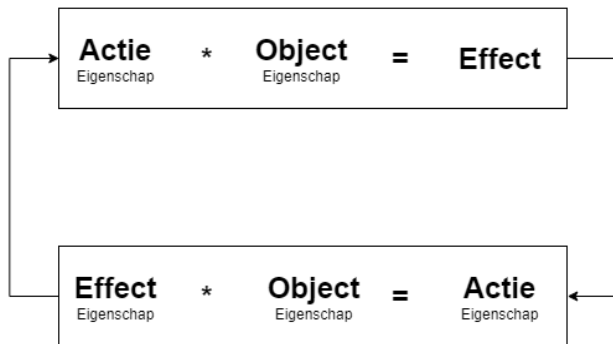 Actie * Object = Effect
Eigenschap Eigenschap
Effect * Object = Actie
Eigenschap Eigenschap Eigenschap